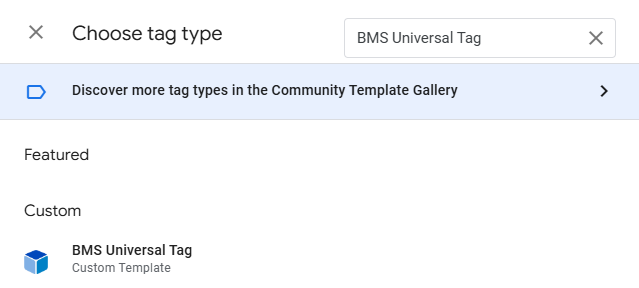 Choose tag type
BMS Universal Tag
Discover more tag types in the Community Template Gallery
Featured
Custom
BMS Universal Tag
Custom Template